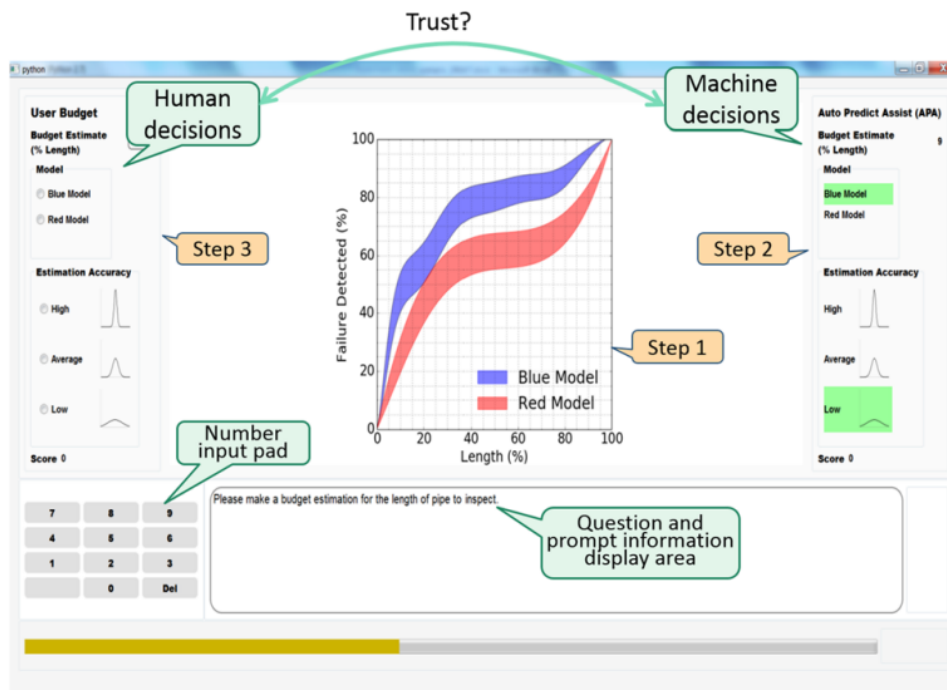 Trust?
python
Human
decisions
Machine
decisions
User Budget
Budget Estimate
(% Length)
Model
Blue Model
Red Model
Step 3
Estimation Accuracy
High
Average
Low
Score 0
Failure Detected (%)
100
80
60
40
20
0
0 20 40 60 80 100
Length (%)
Blue Model
Red Model
Step 1
Auto Predict Assist (APA)
Budget Estimate
(% Length)
9
Model
Blue Model
Red Model
Step 2
Estimation Accuracy
High
Average
Low
Score 0
Number
input pad
7 8 9
4 5 6
1 2 3
0 Del
Please make a budget estimation for the length of pipe to inspect.
Question and
prompt information
display area